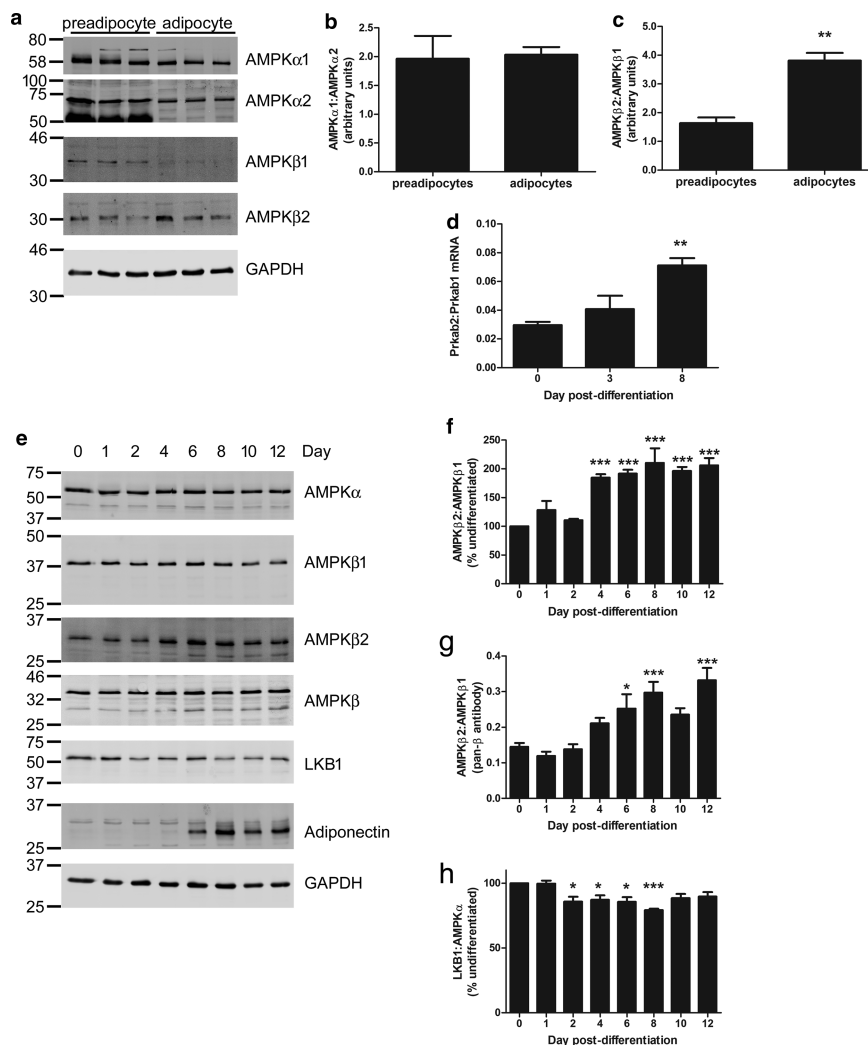 a
preadipocyte adipocyte
80
58
AMPKα1
100
75
50
AMPKα2
46
30
AMPKβ1
30
AMPKβ2
46
30
GAPDH
b
AMPKα1:AMPKα2
(arbitrary units)
2.5
2.0
1.5
1.0
0.5
0.0
preadipocytes adipocytes
c
AMPKβ2:AMPKβ1
(arbitrary units)
5.0
4.0
3.0
2.0
1.0
0.0
**
preadipocytes adipocytes
d
Prkab2:Prkab1 mRNA
0.10
0.08
0.06
0.04
0.02
0.00
**
0 3 8
Day post-differentiation
e
0 1 2 4 6 8 10 12 Day
75
50
37
AMPKα
50
37
25
AMPKβ1
37
25
AMPKβ2
46
32
25
AMPKβ
75
50
37
LKB1
37
25
Adiponectin
37
25
GAPDH
f
AMPKβ2:AMPKβ1
(% undifferentiated)
250
200
150
100
50
0
*** *** *** *** ***
0 1 2 4 6 8 10 12
Day post-differentiation
g
AMPKβ2:AMPKβ1
(pan-β antibody)
0.4
0.3
0.2
0.1
0.0
* *** ***
0 1 2 4 6 8 10 12
Day post-differentiation
h
LKB1:AMPKα
(% undifferentiated)
100
50
0
* * * ***
0 1 2 4 6 8 10 12
Day post-differentiation